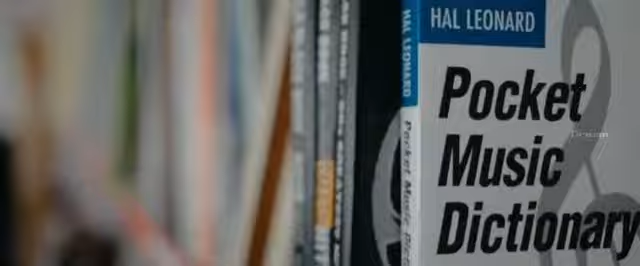 HAL LEONARD
Pocket
Music
Dictionary
HAL LEONARD
Pocket Music